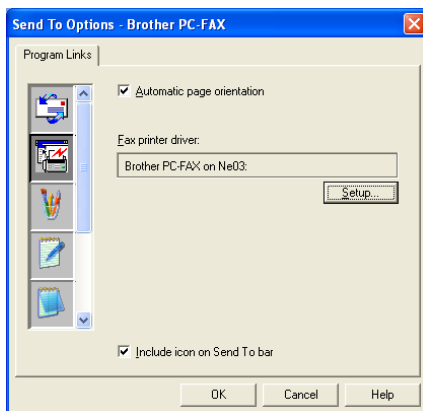 Send To Options - Brother PC-FAX
Program Links
Automatic page orientation
Fax printer driver:
Brother PC-FAX on Ne03:
Setup...
Include icon on Send To bar
OK Cancel Help